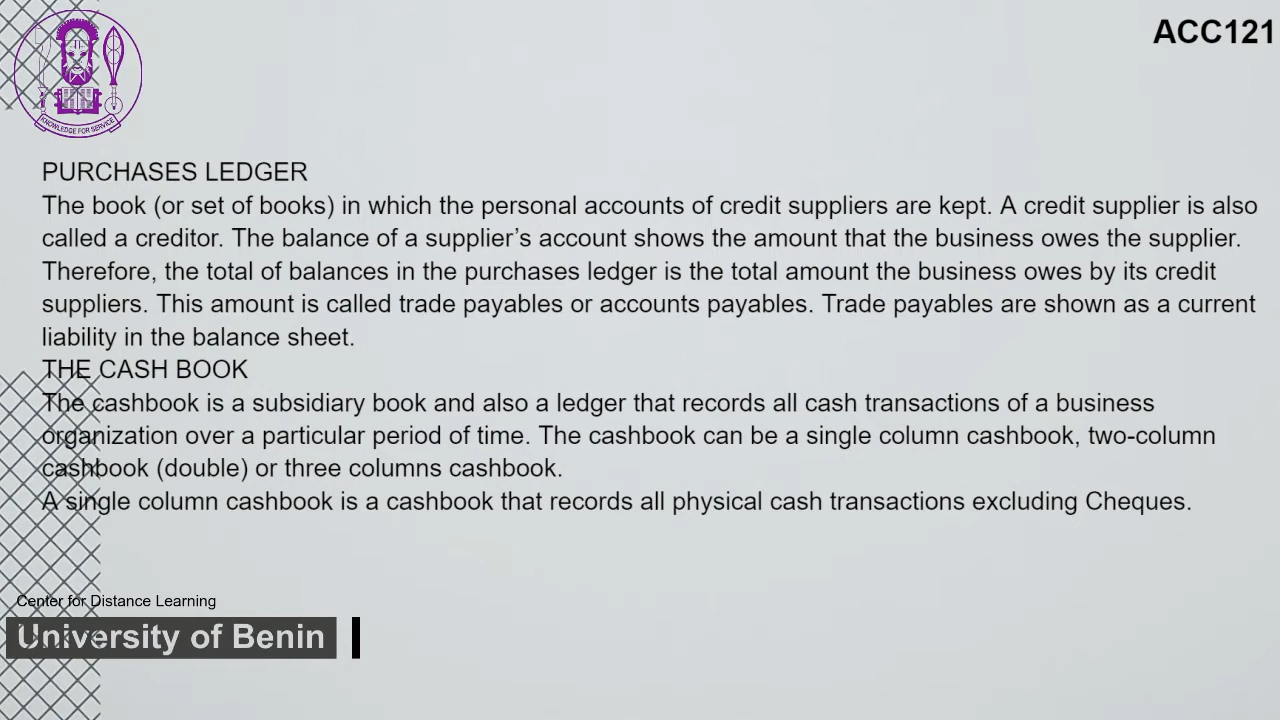 ACC121
KNOWLEDGE FOR SERVICE
PURCHASES LEDGER
The book (or set of books) in which the personal accounts of credit suppliers are kept. A credit supplier is also
called a creditor. The balance of a supplier’s account shows the amount that the business owes the supplier.
Therefore, the total of balances in the purchases ledger is the total amount the business owes by its credit
suppliers. This amount is called trade payables or accounts payables. Trade payables are shown as a current
liability in the balance sheet.
THE CASH BOOK
The cashbook is a subsidiary book and also a ledger that records all cash transactions of a business
organization over a particular period of time. The cashbook can be a single column cashbook, two-column
cashbook (double) or three columns cashbook.
A single column cashbook is a cashbook that records all physical cash transactions excluding Cheques.
Center for Distance Learning
University of Benin